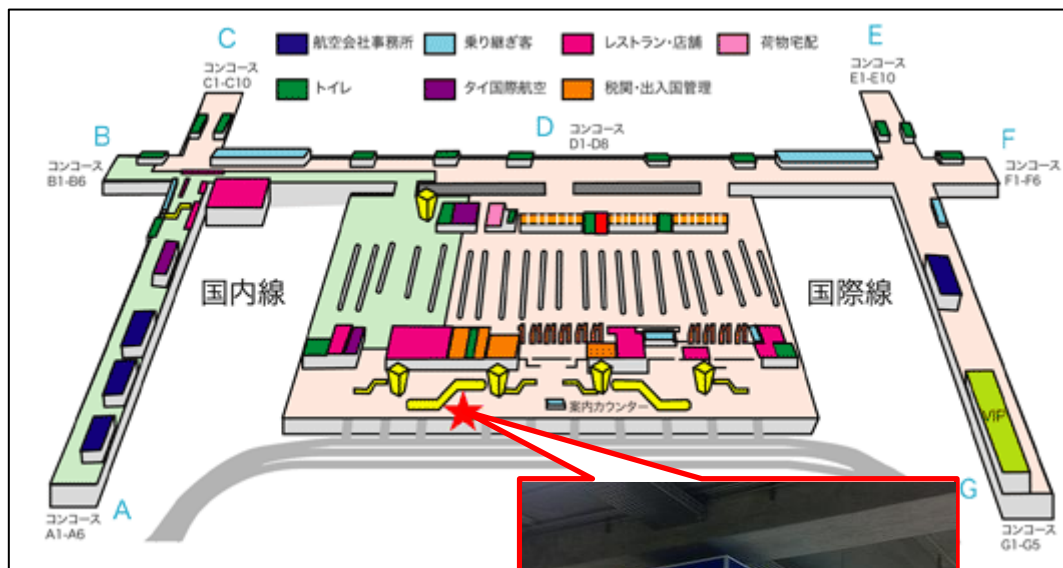 C
コンコース
C1-C10
航空会社事務所
乗り継ぎ客
レストラン・店舗
荷物宅配
トイレ
タイ国際航空
税関・出入国管理
E
コンコース
E1-E10
B
コンコース
B1-B6
D
コンコース
D1-D8
F
コンコース
F1-F6
国内線
国際線
案内カウンター
VIP
A
コンコース
A1-A6
G
コンコース
G1-G5